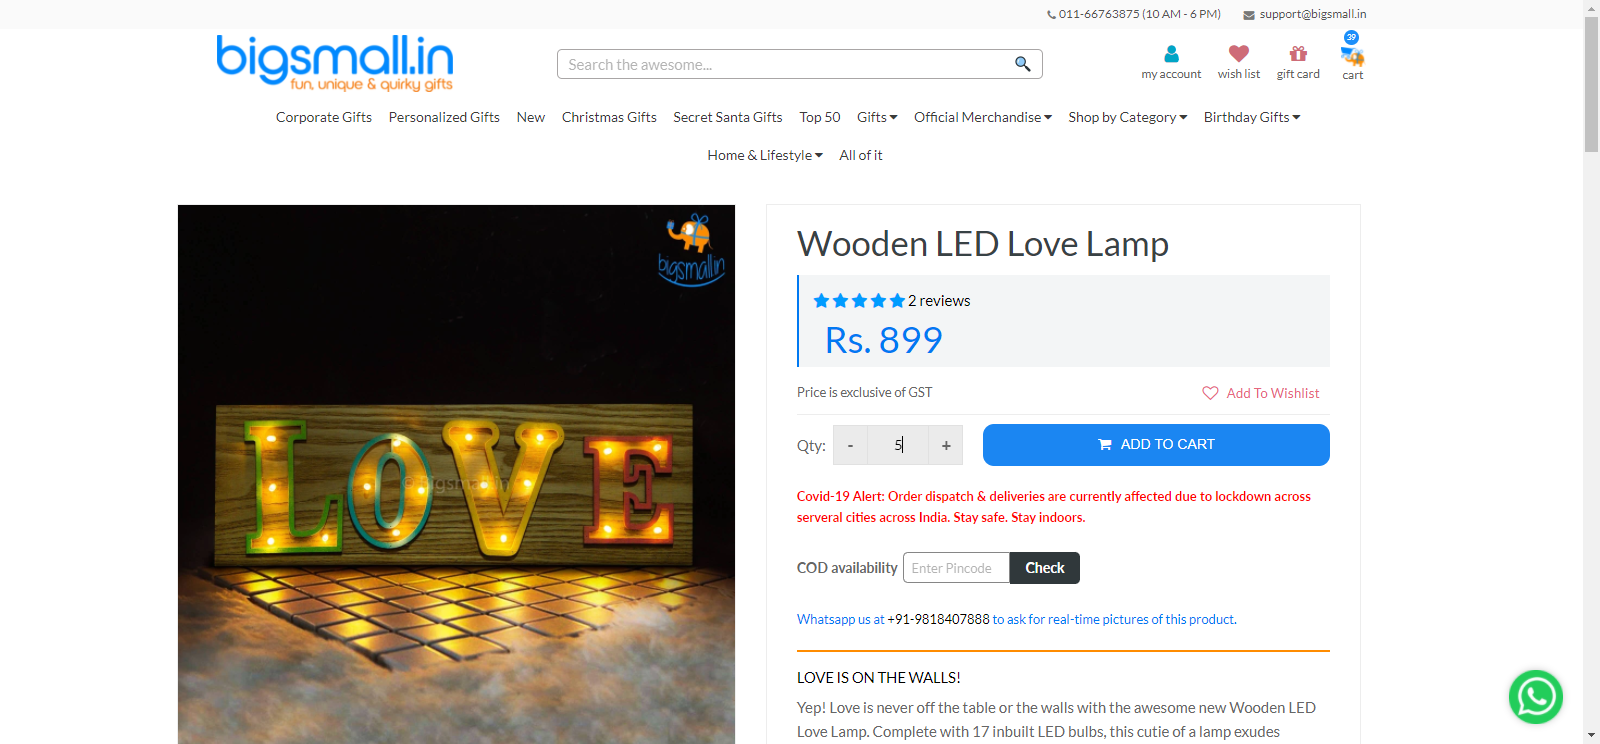 011-66763875 (10 AM - 6 PM) support@bigsmall.in
bigsmall.in
fun, unique & quirky gifts
Search the awesome...
my account
wish list
gift card
39
cart
Corporate Gifts Personalized Gifts New Christmas Gifts Secret Santa Gifts Top 50 Gifts Official Merchandise Shop by Category Birthday Gifts
Home & Lifestyle All of it
bigsmall.in
LOVE
© bigsmall.in
Wooden LED Love Lamp
2 reviews
Rs. 899
Price is exclusive of GST
Add To Wishlist
Qty: - 5 +
ADD TO CART
Covid-19 Alert: Order dispatch & deliveries are currently affected due to lockdown across
serveral cities across India. Stay safe. Stay indoors.
COD availability Enter Pincode Check
Whatsapp us at +91-9818407888 to ask for real-time pictures of this product.
LOVE IS ON THE WALLS!
Yep! Love is never off the table or the walls with the awesome new Wooden LED
Love Lamp. Complete with 17 inbuilt LED bulbs, this cutie of a lamp exudes